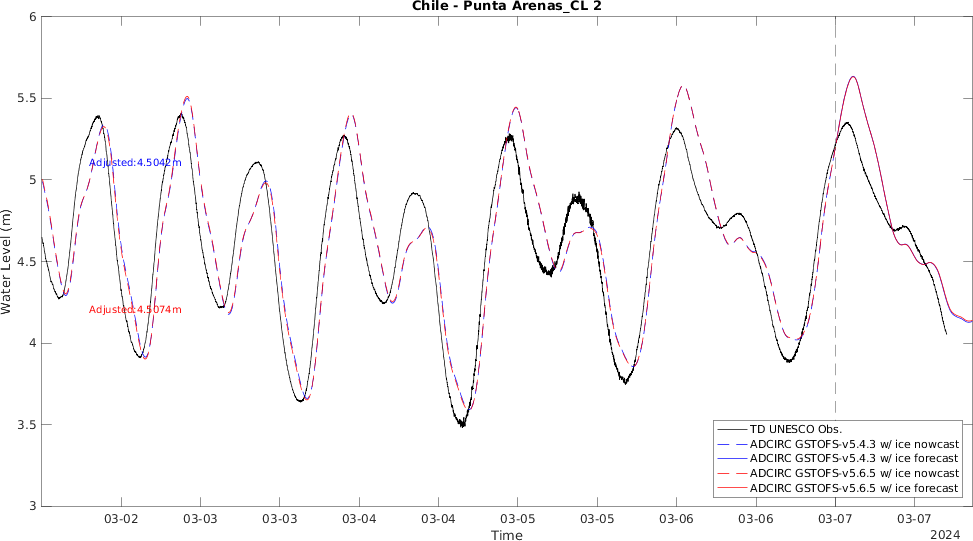 Chile - Punta Arenas_CL 2
6
5.5
5
4.5
4
3.5
3
Water Level (m)
Adjusted:4.5042m
Adjusted:4.5074m
TD UNESCO Obs.
ADCIRC GSTOFS-v5.4.3 w/ ice nowcast
ADCIRC GSTOFS-v5.4.3 w/ ice forecast
ADCIRC GSTOFS-v5.6.5 w/ ice nowcast
ADCIRC GSTOFS-v5.6.5 w/ ice forecast
03-02 03-03 03-03 03-04 03-04 03-05 03-05 03-06 03-06 03-07 03-07
Time
2024